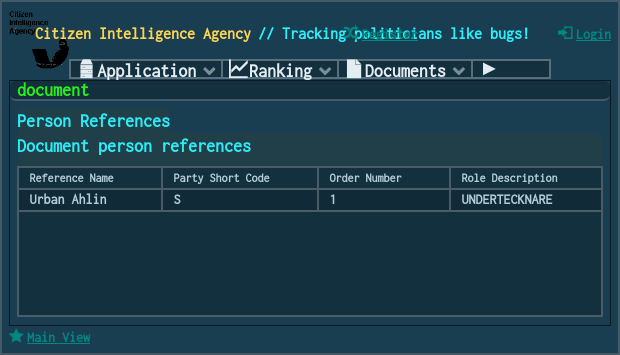 Citizen
Intelligence
Agency
Citizen Intelligence Agency // Tracking politicians like bugs!
Register
Login
Application
Ranking
Documents
document
Person References
Document person references
Reference Name Party Short Code Order Number Role Description
Urban Ahlin S 1 UNDERTECKNARE
Main View